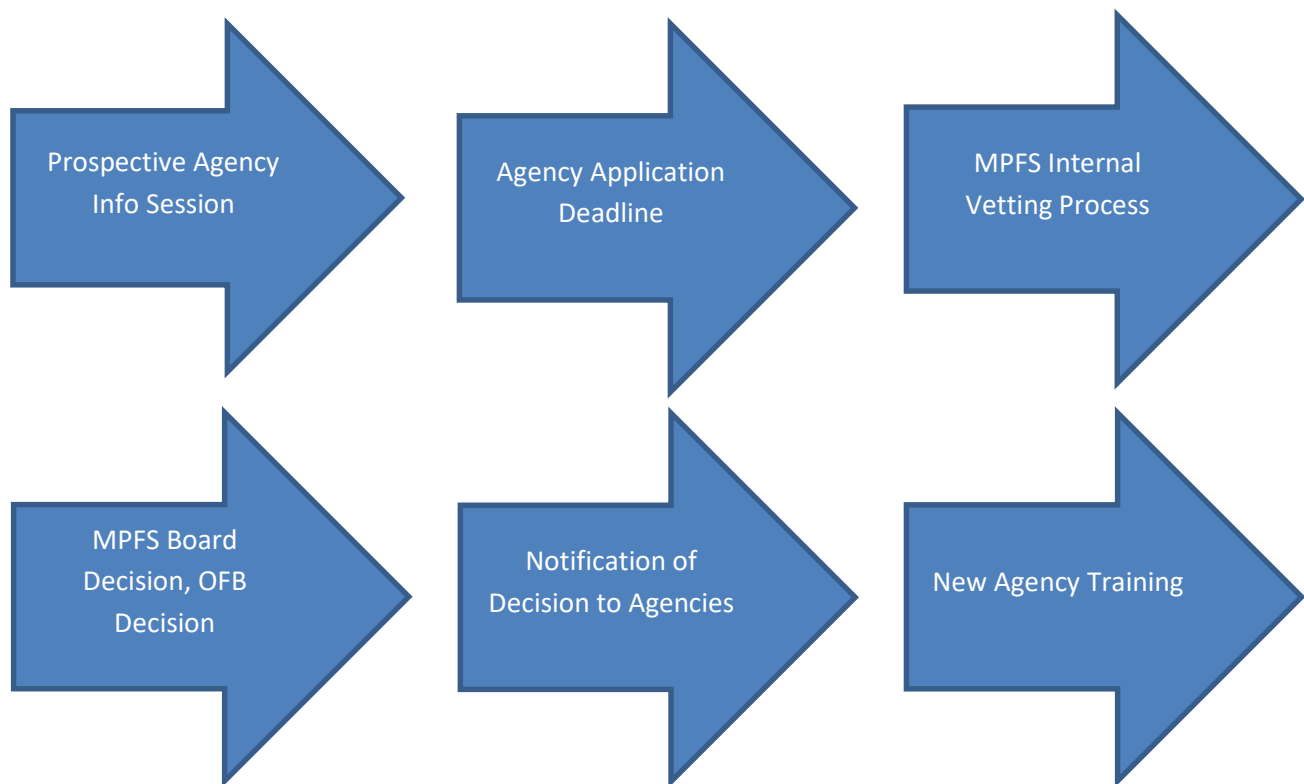 Prospective Agency
Info Session
Agency Application
Deadline
MPFS Internal
Vetting Process
MPFS Board
Decision, OFB
Decision
Notification of
Decision to Agencies
New Agency Training